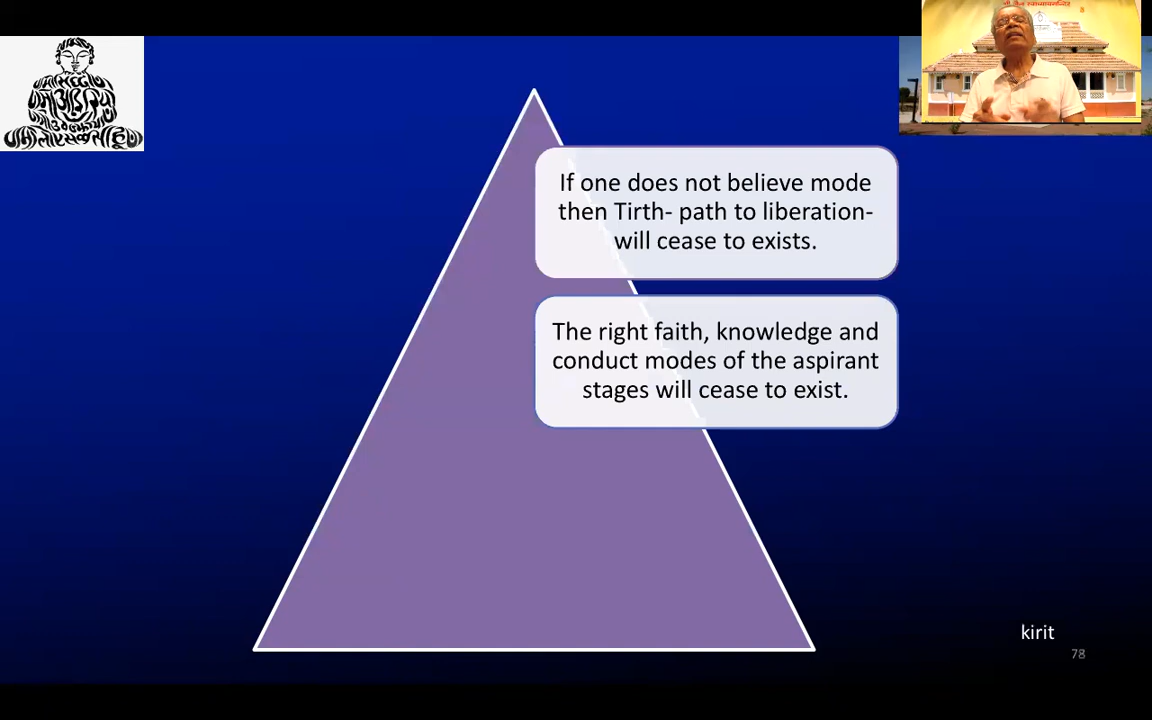 श्री जैन स्वाध्यायमन्दिर
If one does not believe mode
then Tirth- path to liberation-
will cease to exists.
The right faith, knowledge and
conduct modes of the aspirant
stages will cease to exist.
kirit
78